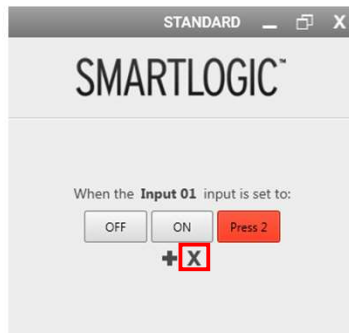 STANDARD _ X
SMARTLOGIC™
When the Input 01 input is set to:
OFF ON Press 2
+ X